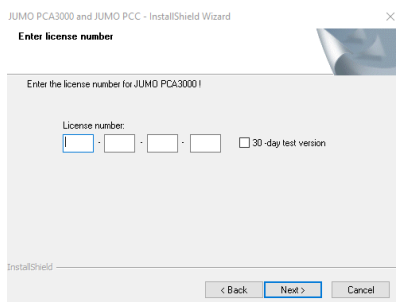 JUMO PCA3000 and JUMO PCC - InstallShield Wizard
Enter license number
Enter the license number for JUMO PCA3000 !
License number:
- - -
30 -day test version
InstallShield
< Back Next > Cancel